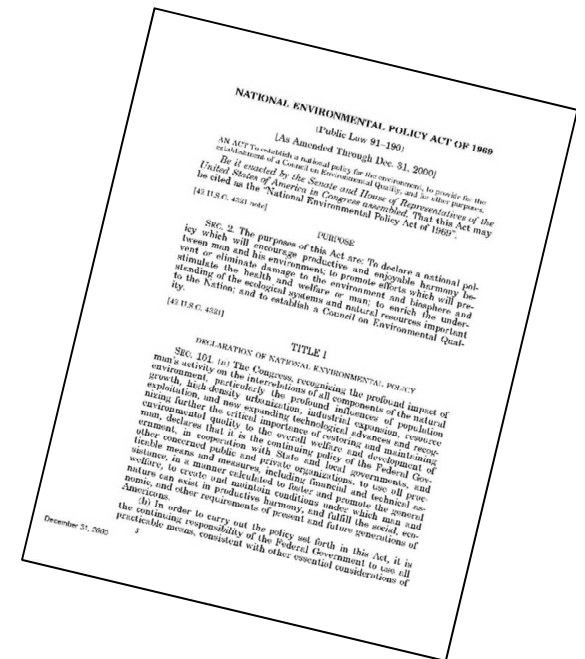 NATIONAL ENVIRONMENTAL POLICY ACT OF 1969
(Public Law 91–190)
[As Amended Through Dec. 31, 2000]
AN ACT To establish a national policy for the environment, to provide for the
establishment of a Council on Environmental Quality, and for other purposes.
Be it enacted by the Senate and House of Representatives of the
United States of America in Congress assembled, That this Act may
be cited as the "National Environmental Policy Act of 1969".
[42 U.S.C. 4321 note]
PURPOSE
SEC. 2. The purposes of this Act are: To declare a national pol-
icy which will encourage productive and enjoyable harmony be-
tween man and his environment; to promote efforts which will pre-
vent or eliminate damage to the environment and biosphere and
stimulate the health and welfare or man; to enrich the under-
standing of the ecological systems and natural resources important
to the Nation; and to establish a Council on Environmental Qual-
ity.
[42 U.S.C. 4321]
TITLE I
DECLARATION OF NATIONAL ENVIRONMENTAL POLICY
SEC. 101. (a) The Congress, recognizing the profound impact of
man's activity on the interrelations of all components of the natural
environment, particularly the profound influences of population
growth, high density urbanization, industrial expansion, resource
exploitation, and new expanding technological advances and recog-
nizing further the critical importance of restoring and maintaining
environmental quality to the overall welfare and development of
man, declares that it is the continuing policy of the Federal Gov-
ernment, in cooperation with State and local governments, and
other concerned public and private organizations, to use all prac-
ticable means and measures, including financial and technical as-
sistance, in a manner calculated to foster and promote the general
welfare, to create and maintain conditions under which man and
nature can exist in productive harmony, and fulfill the social, eco-
nomic, and other requirements of present and future generations of
Americans.
(b) In order to carry out the policy set forth in this Act, it is
the continuing responsibility of the Federal Government to use all
practicable means, consistent with other essential considerations of
December 31, 2000